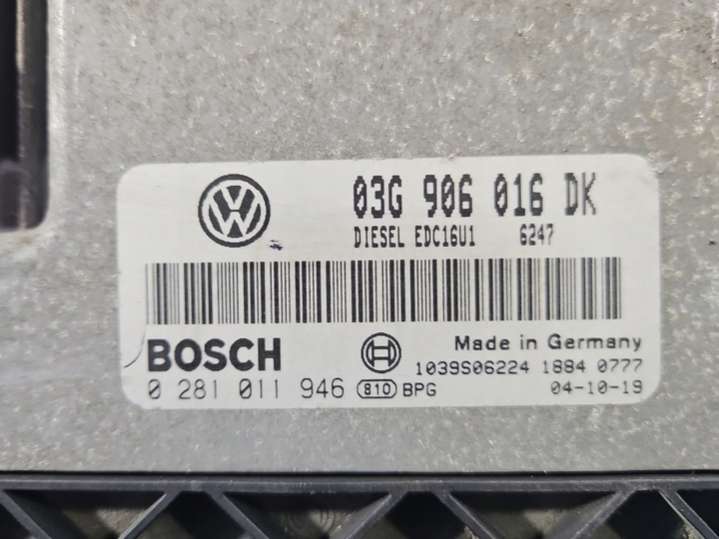 03G 906 016 DK
DIESEL EDC16U1 6247
BOSCH
Made in Germany
1039S06224 1884 0777
0 281 011 946 810 BPG
04-10-19